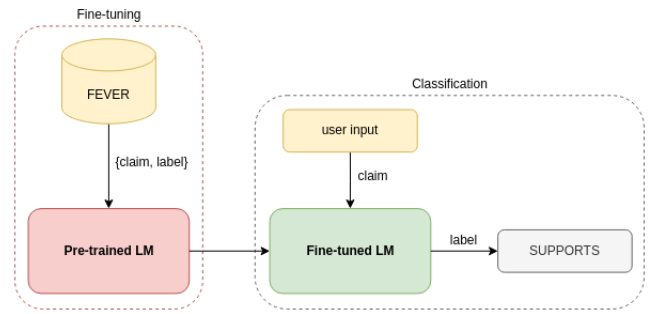 Fine-tuning
FEVER
{claim, label}
Pre-trained LM
Classification
user input
claim
Fine-tuned LM
label
SUPPORTS